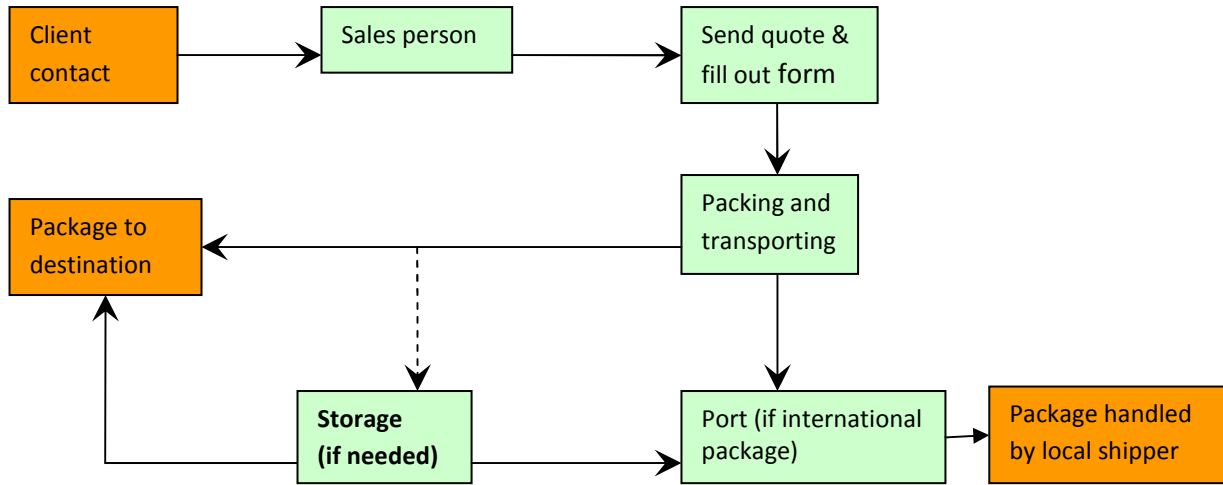 Client
contact
Sales person
Send quote &
fill out form
Packing and
transporting
Package to
destination
Storage
(if needed)
Port (if international
package)
Package handled
by local shipper